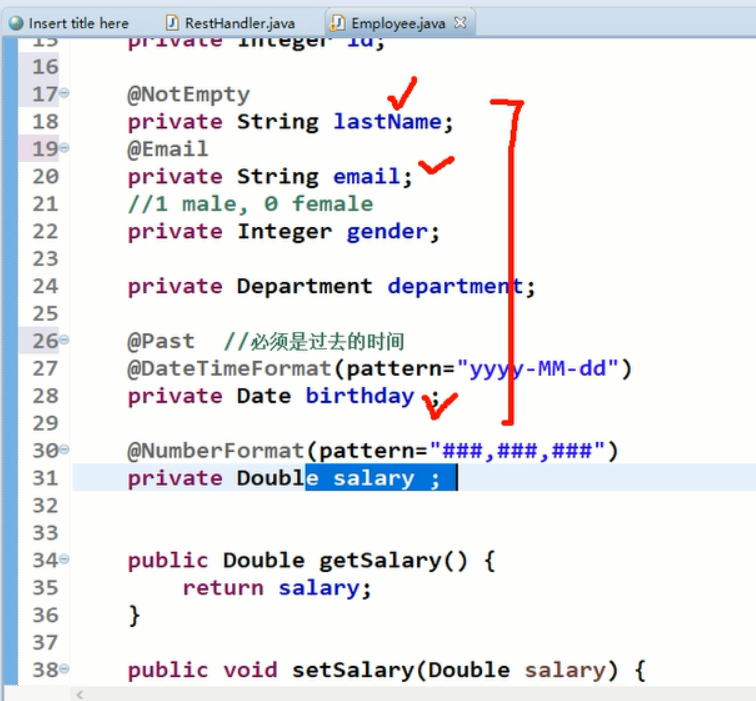 Insert title here RestHandler.java Employee.java
15 private Integer id;
16
17 @NotEmpty
18 private String lastName;
19 @Email
20 private String email;
21 //1 male, 0 female
22 private Integer gender;
23
24 private Department department;
25
26 @Past //必须是过去的时间
27 @DateTimeFormat(pattern="yyyy-MM-dd")
28 private Date birthday ;
29
30 @NumberFormat(pattern="###,###,###")
31 private Double salary ;
32
33
34 public Double getSalary() {
35 return salary;
36 }
37
38 public void setSalary(Double salary) {